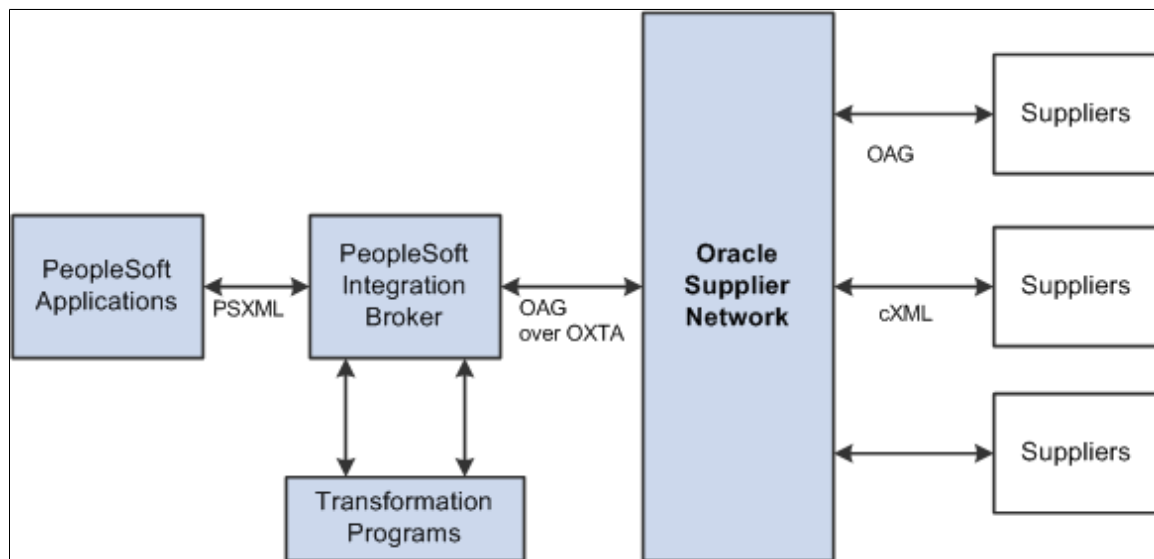 Suppliers
OAG
PeopleSoft
Applications
PSXML
PeopleSoft
Integration
Broker
OAG
over OXTA
Oracle
Supplier
Network
Suppliers
cXML
Suppliers
Transformation
Programs